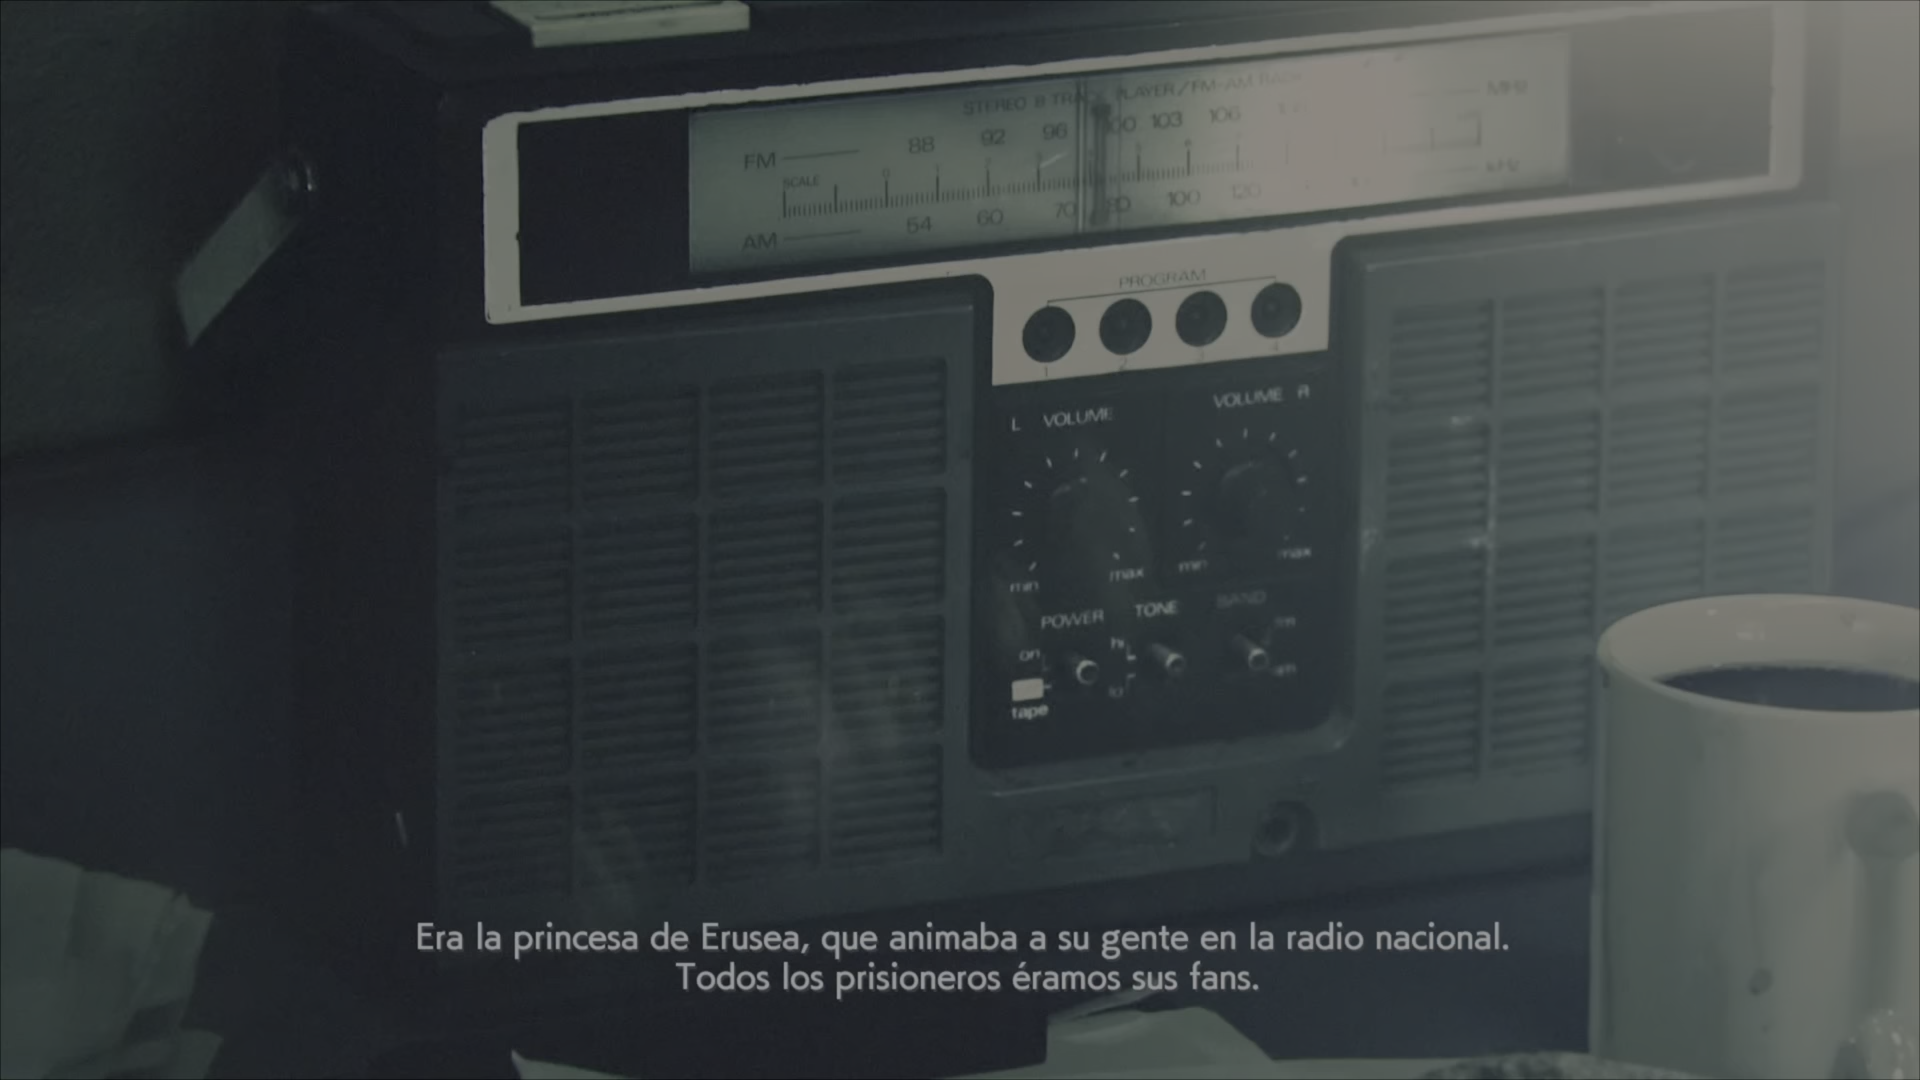 STEREO 8 TRACK PLAYER/FM-AM RADIO
MHz
FM 88 92 96 100 103 106
SCALE
AM 54 60 70 80 100 120
kHz
PROGRAM
1 2 3 4
L VOLUME
VOLUME R
min max
min max
POWER TONE BAND
on
hi
lo
tape
Era la princesa de Erusea, que animaba a su gente en la radio nacional.
Todos los prisioneros éramos sus fans.